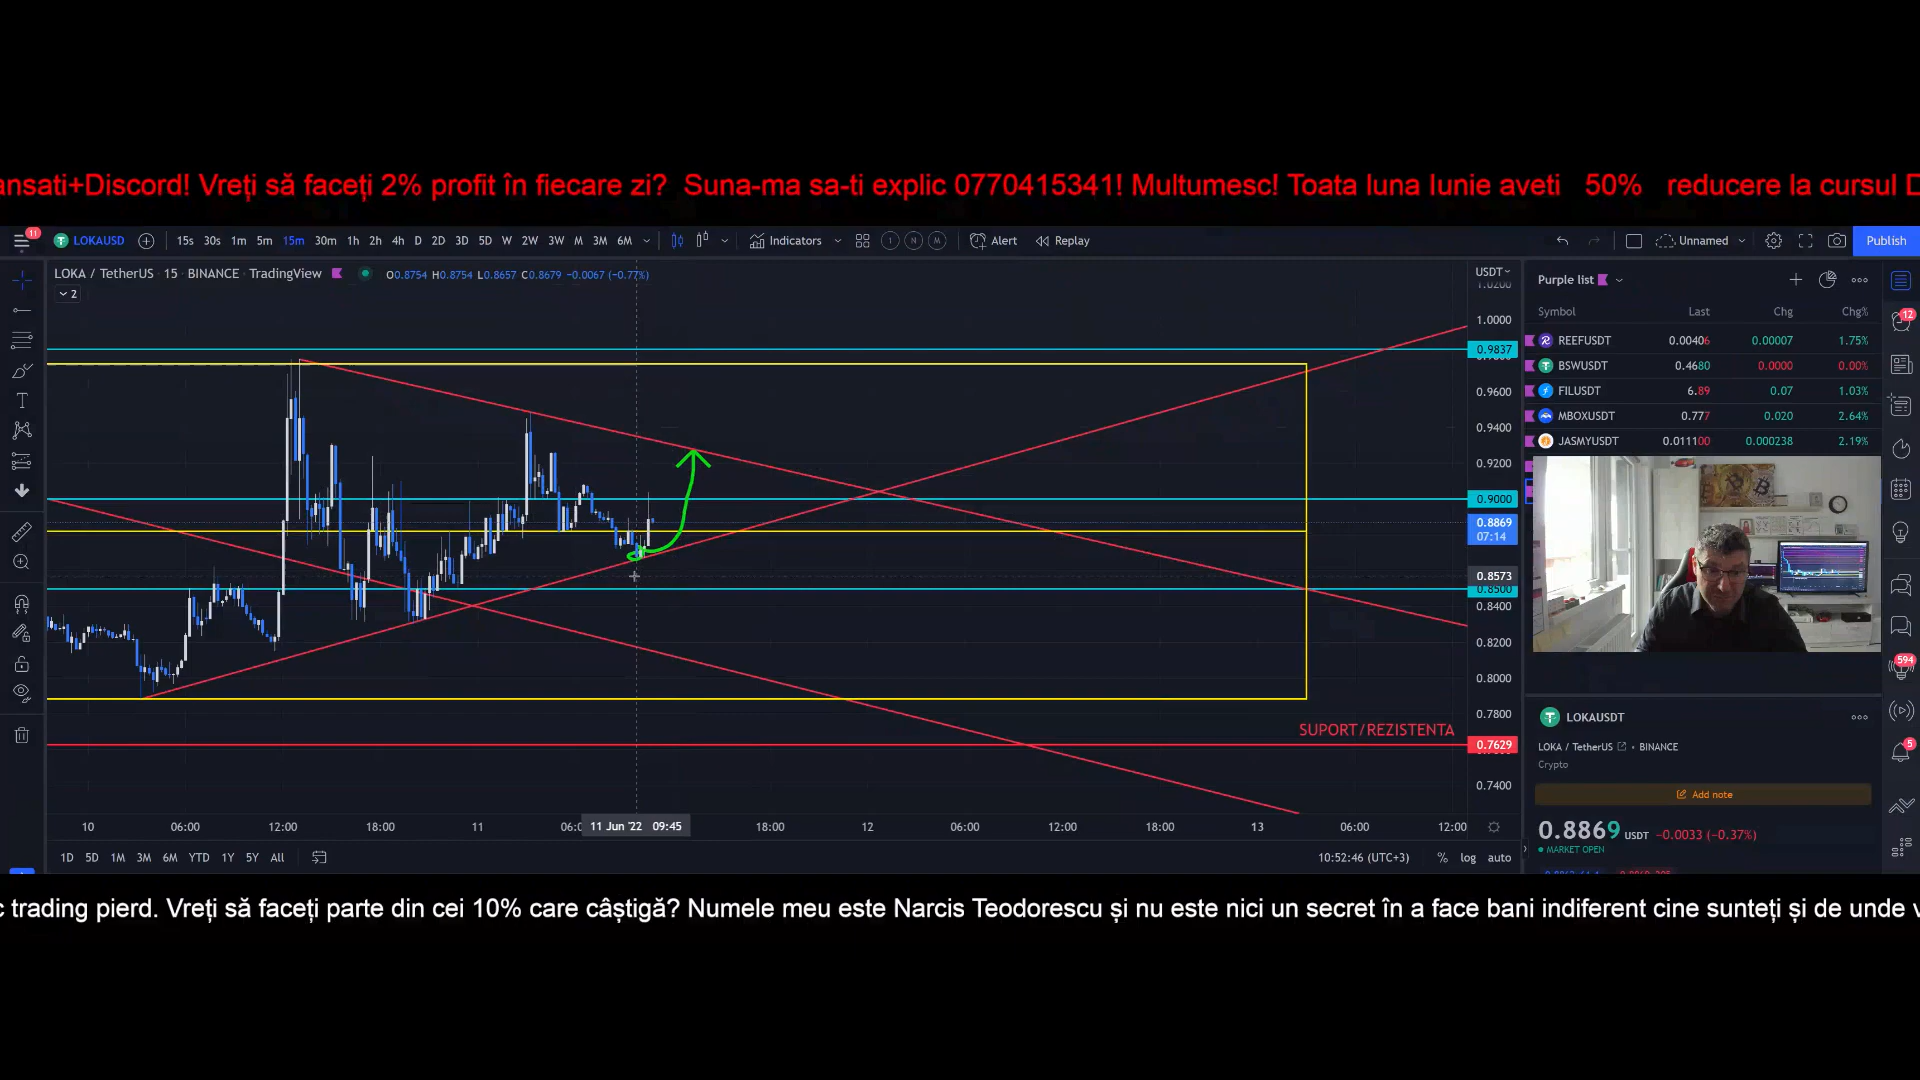 ansati+Discord! Vreți să faceți 2% profit în fiecare zi? Suna-ma sa-ti explic 0770415341! Multumesc! Toata luna Iunie aveti 50% reducere la cursul D
11
LOKAUSD 15s 30s 1m 5m 15m 30m 1h 2h 4h D 2D 3D 5D W 2W 3W M 3M 6M Indicators I N M Alert Replay Unnamed Publish
LOKA / TetherUS 15 BINANCE TradingView O0.8754 H0.8754 L0.8657 C0.8679 −0.0067 (−0.77%)
2
USDT
1.0200
1.0000
0.9837
0.9600
0.9400
0.9200
0.9000
0.8869
07:14
0.8573
0.8500
0.8400
0.8200
0.8000
0.7800
SUPORT/REZISTENTA
0.7629
0.7400
10 06:00 12:00 18:00 11 06:0 11 Jun '22 09:45 18:00 12 06:00 12:00 18:00 13 06:00 12:00
1D 5D 1M 3M 6M YTD 1Y 5Y All 10:52:46 (UTC+3) % log auto
Purple list
Symbol Last Chg Chg%
REEFUSDT 0.00406 0.00007 1.75%
BSWUSDT 0.4680 0.0000 0.00%
FILUSDT 6.89 0.07 1.03%
MBOXUSDT 0.777 0.020 2.64%
JASMYUSDT 0.011100 0.000238 2.19%
LOKAUSDT
LOKA / TetherUS • BINANCE
Crypto
Add note
0.8869 USDT −0.0033 (−0.37%)
MARKET OPEN
12
594
5
c trading pierd. Vreți să faceți parte din cei 10% care câștigă? Numele meu este Narcis Teodorescu și nu este nici un secret în a face bani indiferent cine sunteți și de unde v